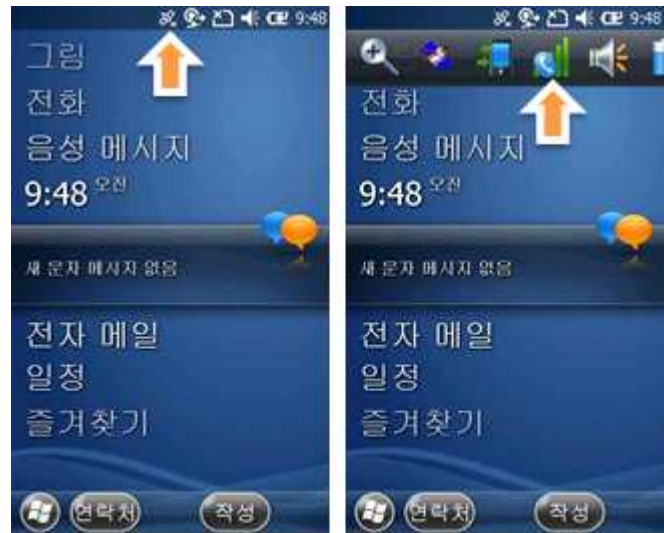 9:48
그림
전화
음성 메시지
9:48 오전
새 문자 메시지 없음
전자 메일
일정
즐겨찾기
연락처
작성
9:48
전화
음성 메시지
9:48 오전
새 문자 메시지 없음
전자 메일
일정
즐겨찾기
연락처
작성